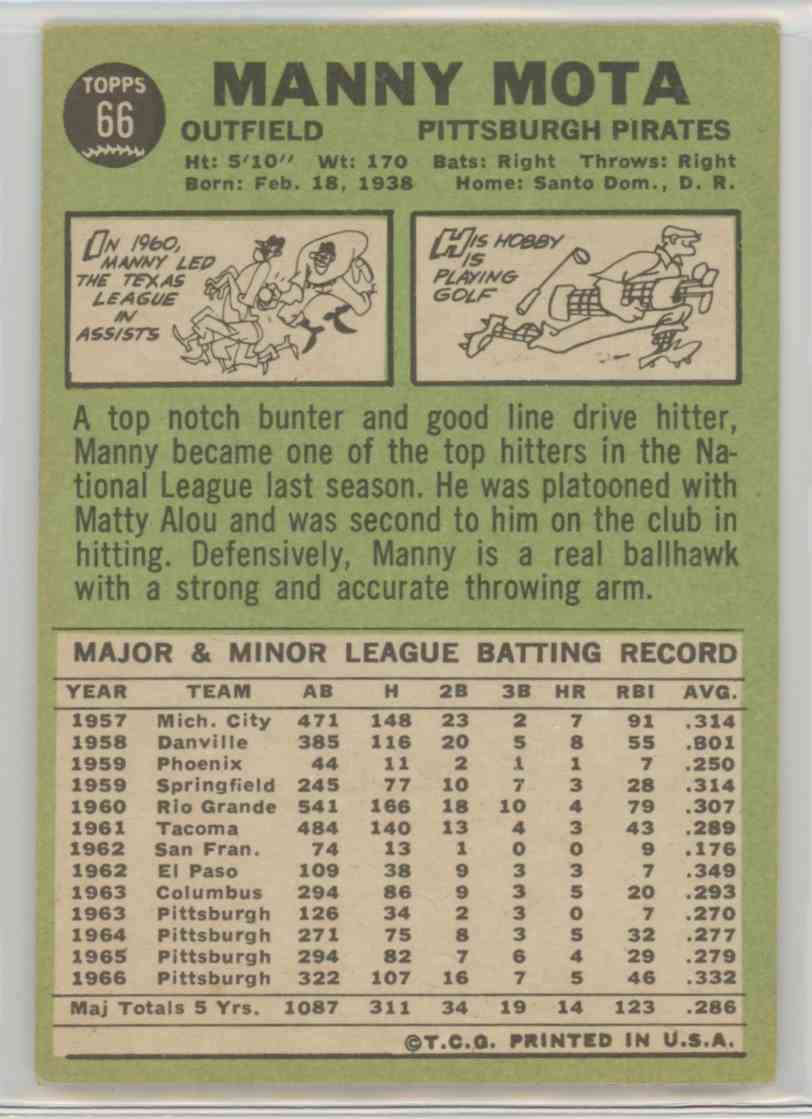 TOPPS
66
MANNY MOTA
OUTFIELD PITTSBURGH PIRATES
Ht: 5'10" Wt: 170 Bats: Right Throws: Right
Born: Feb. 18, 1938 Home: Santo Dom., D. R.
IN 1960,
MANNY LED
THE TEXAS
LEAGUE
IN
ASSISTS
HIS HOBBY
IS
PLAYING
GOLF
A top notch bunter and good line drive hitter,
Manny became one of the top hitters in the Na-
tional League last season. He was platooned with
Matty Alou and was second to him on the club in
hitting. Defensively, Manny is a real ballhawk
with a strong and accurate throwing arm.
MAJOR & MINOR LEAGUE BATTING RECORD
YEAR TEAM AB H 2B 3B HR RBI AVG.
1957 Mich. City 471 148 23 2 7 91 .314
1958 Danville 385 116 20 5 8 55 .801
1959 Phoenix 44 11 2 1 1 7 .250
1959 Springfield 245 77 10 7 3 28 .314
1960 Rio Grande 541 166 18 10 4 79 .307
1961 Tacoma 484 140 13 4 3 43 .289
1962 San Fran. 74 13 1 0 0 9 .176
1962 El Paso 109 38 9 3 3 7 .349
1963 Columbus 294 86 9 3 5 20 .293
1963 Pittsburgh 126 34 2 3 0 7 .270
1964 Pittsburgh 271 75 8 3 5 32 .277
1965 Pittsburgh 294 82 7 6 4 29 .279
1966 Pittsburgh 322 107 16 7 5 46 .332
Maj Totals 5 Yrs. 1087 311 34 19 14 123 .286
©T.C.G. PRINTED IN U.S.A.